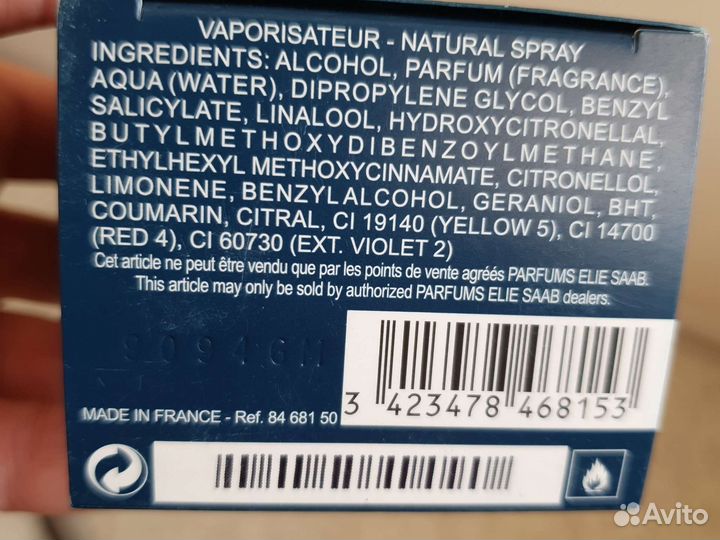 VAPORISATEUR - NATURAL SPRAY
INGREDIENTS: ALCOHOL, PARFUM (FRAGRANCE),
AQUA (WATER), DIPROPYLENE GLYCOL, BENZYL
SALICYLATE, LINALOOL, HYDROXYCITRONELLAL,
BUTYLMETHOXYDIBENZOYLMETHANE,
ETHYLHEXYL METHOXYCINNAMATE, CITRONELLOL,
LIMONENE, BENZYL ALCOHOL, GERANIOL, BHT,
COUMARIN, CITRAL, CI 19140 (YELLOW 5), CI 14700
(RED 4), CI 60730 (EXT. VIOLET 2)
Cet article ne peut être vendu que par les points de vente agréés PARFUMS ELIE SAAB.
This article may only be sold by authorized PARFUMS ELIE SAAB dealers.
3 423478 468153
MADE IN FRANCE - Ref. 84 681 50
Avito